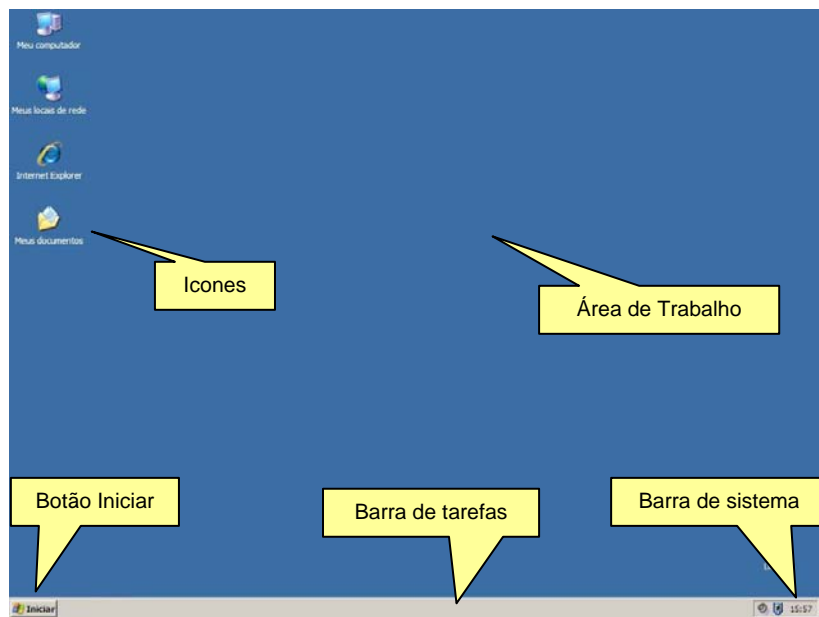 Meu computador
Meus locais de rede
Internet Explorer
Meus documentos
Icones
Área de Trabalho
Botão Iniciar
Barra de tarefas
Barra de sistema
Iniciar
15:57